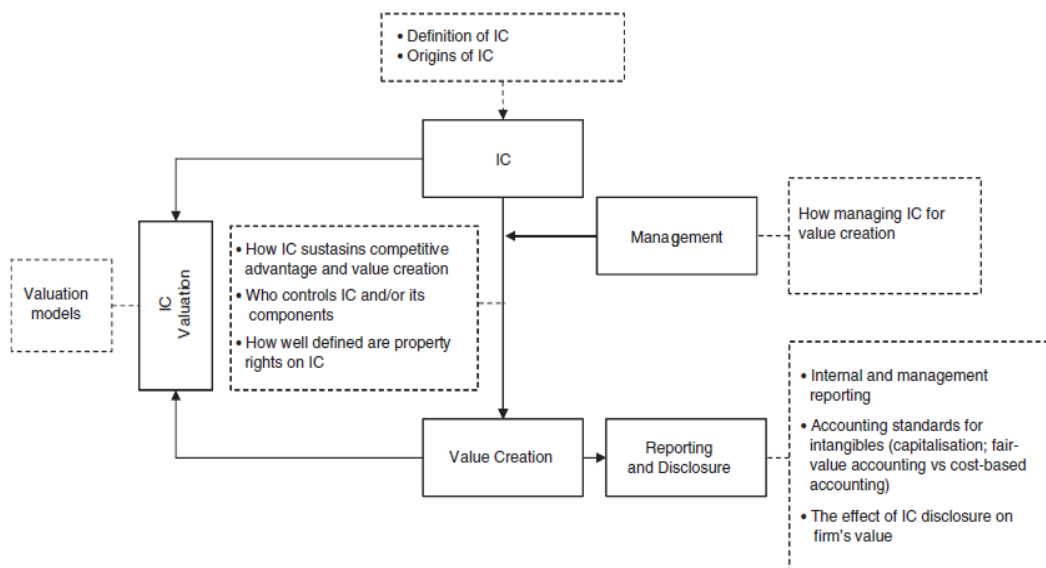 • Definition of IC
• Origins of IC
IC
Management
How managing IC for
value creation
• How IC sustasins competitive
advantage and value creation
• Who controls IC and/or its
components
• How well defined are property
rights on IC
IC
Valuation
Valuation
models
Value Creation
Reporting
and Disclosure
• Internal and management
reporting
• Accounting standards for
intangibles (capitalisation; fair-
value accounting vs cost-based
accounting)
• The effect of IC disclosure on
firm's value